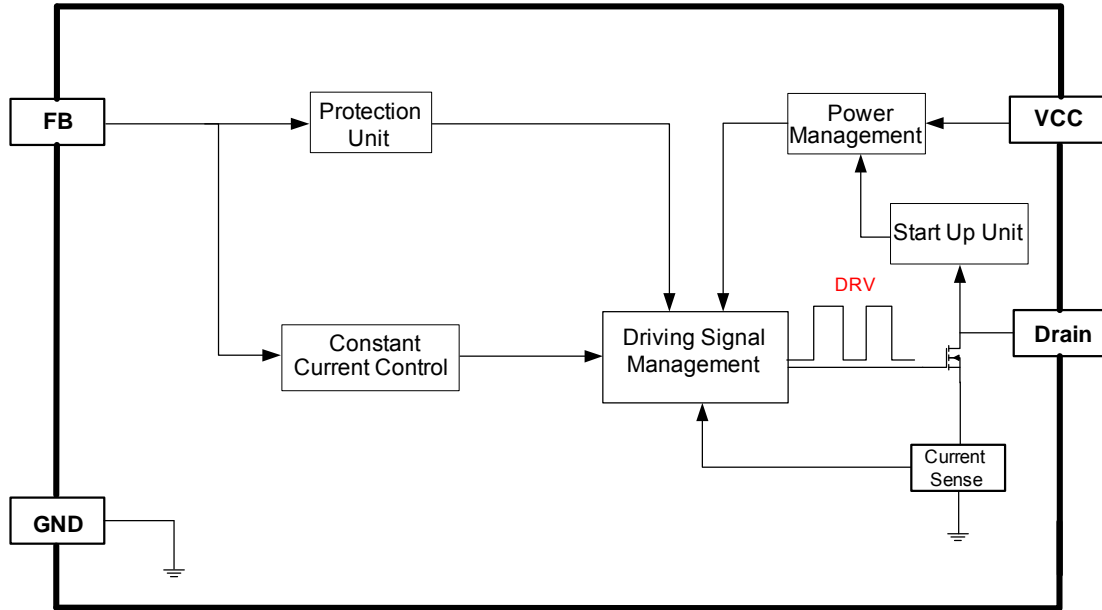 FB
Protection
Unit
Power
Management
VCC
Start Up Unit
DRV
Drain
Constant
Current Control
Driving Signal
Management
Current
Sense
GND